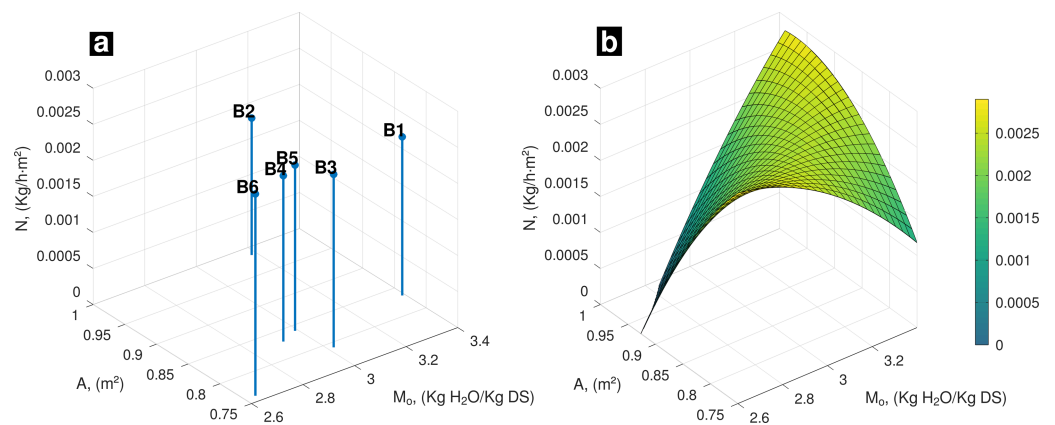 a
0.003
0.0025
0.002
0.0015
0.001
0.0005
0
N, (Kg/h·m²)
B2
B1
B5
B4
B3
B6
1
0.95
0.9
0.85
0.8
0.75
A, (m²)
2.6
2.8
3
3.2
3.4
Mₒ, (Kg H₂O/Kg DS)
b
0.003
0.0025
0.002
0.0015
0.001
0.0005
0
N, (Kg/h·m²)
1
0.95
0.9
0.85
0.8
0.75
A, (m²)
2.6
2.8
3
3.2
Mₒ, (Kg H₂O/Kg DS)
0.0025
0.002
0.0015
0.001
0.0005
0